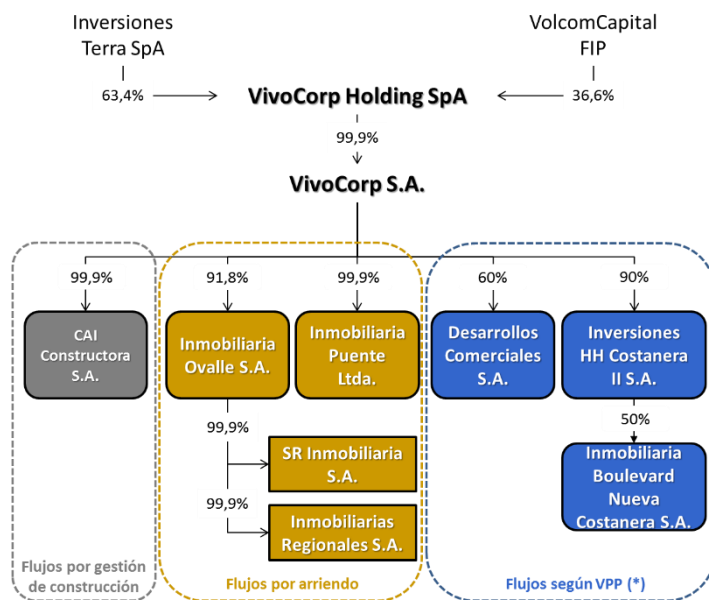 Inversiones
Terra SpA
VolcomCapital
FIP
63,4%
VivoCorp Holding SpA
36,6%
99,9%
VivoCorp S.A.
99,9%
91,8%
99,9%
60%
90%
CAI
Constructora
S.A.
Inmobiliaria
Ovalle S.A.
Inmobiliaria
Puente
Ltda.
Desarrollos
Comerciales
S.A.
Inversiones
HH Costanera
II S.A.
99,9%
50%
SR Inmobiliaria
S.A.
Inmobiliaria
Boulevard
Nueva
Costanera S.A.
99,9%
Inmobiliarias
Regionales S.A.
Flujos por gestión
de construcción
Flujos por arriendo
Flujos según VPP (*)